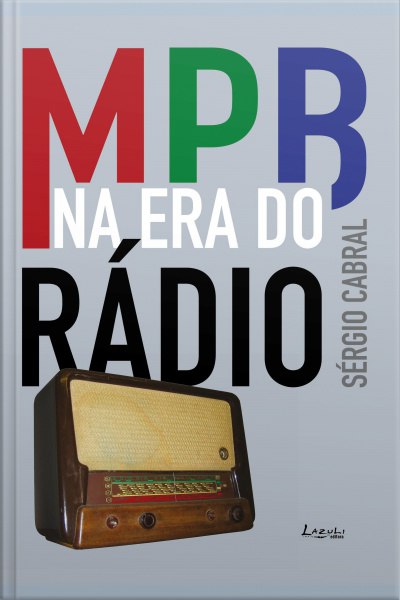 MPB
NA ERA DO
RÁDIO
SÉRGIO CABRAL
LAZULI
editora